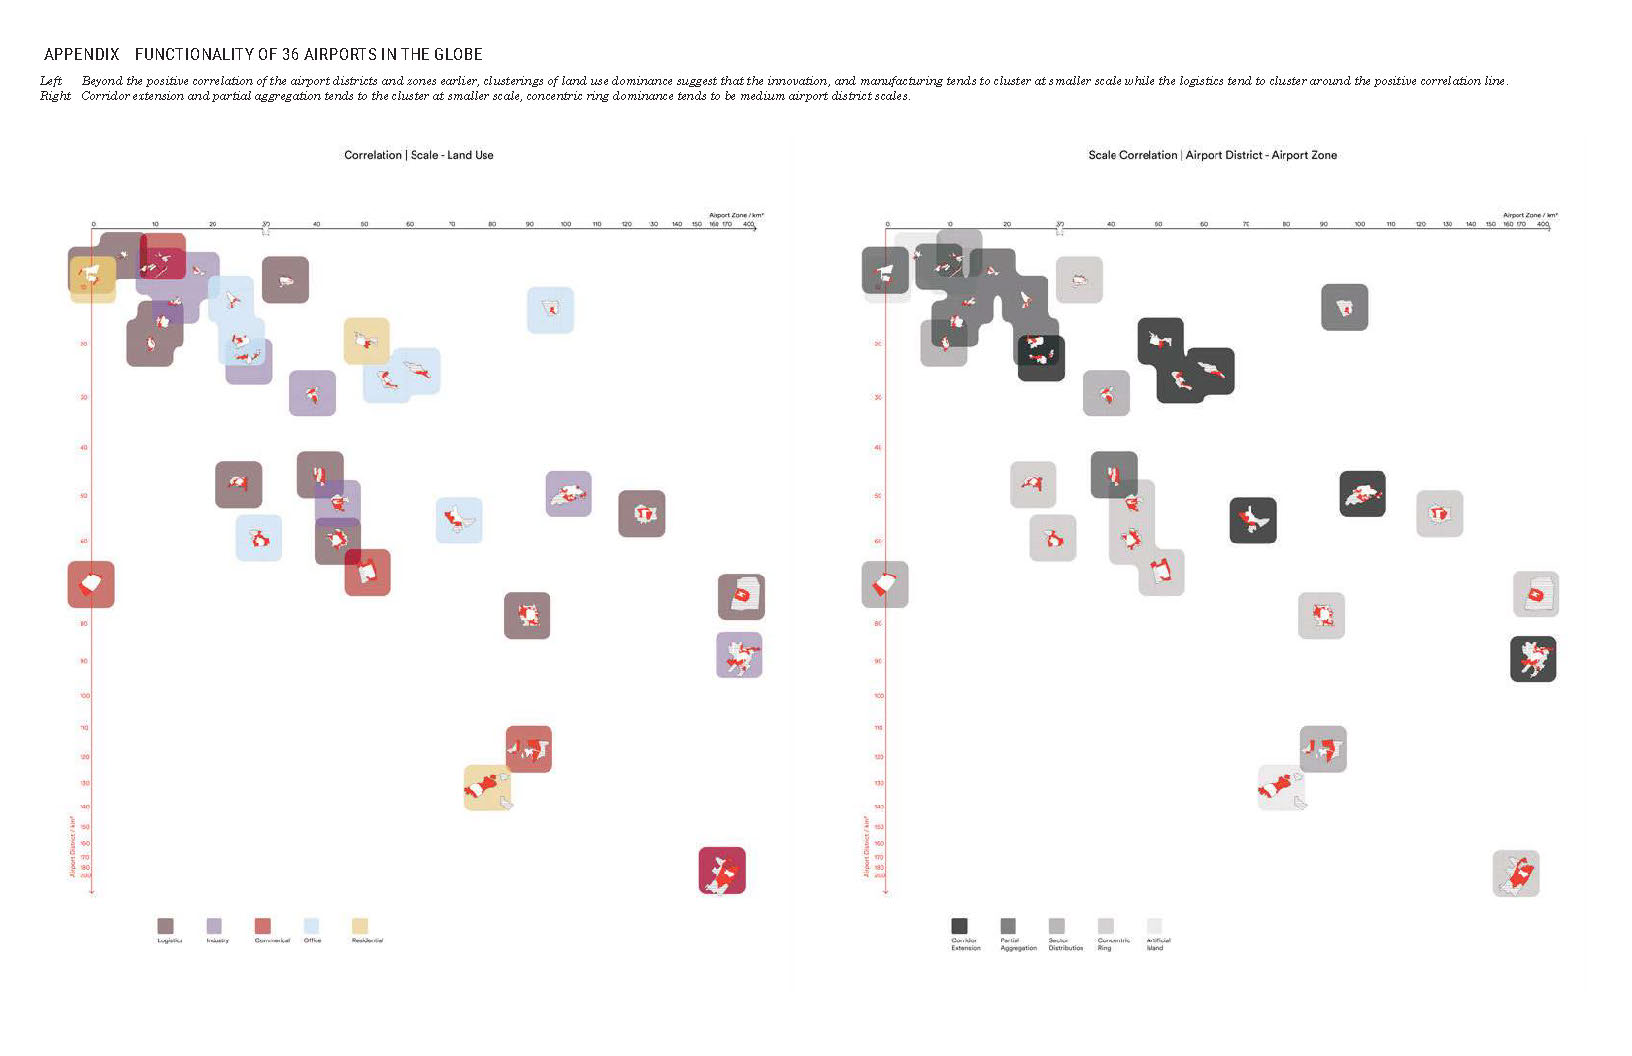 APPENDIX FUNCTIONALITY OF 36 AIRPORTS IN THE GLOBE
Left Beyond the positive correlation of the airport districts and zones earlier, clusterings of land use dominance suggest that the innovation, and manufacturing tends to cluster at smaller scale while the logistics tend to cluster around the positive correlation line.
Right Corridor extension and partial aggregation tends to the cluster at smaller scale, concentric ring dominance tends to be medium airport district scales.
Correlation | Scale - Land Use
Airport Zone / km²
0 10 20 30 40 50 60 70 80 90 100 110 120 130 140 150 160 170 400
10
20
30
40
50
60
80
90
100
110
120
130
140
150
160
170
180
200
Airport District / km²
Logistics Industry Commerical Office Residential
Scale Correlation | Airport District - Airport Zone
Airport Zone / km²
0 10 20 30 40 50 60 70 80 90 100 110 120 130 140 150 160 170 400
20
30
40
50
60
80
90
100
110
120
130
140
150
160
170
180
Airport District / km²
Corridor Extension
Partial Aggregation
Sector Distribution
Concentric Ring
Artificial Island